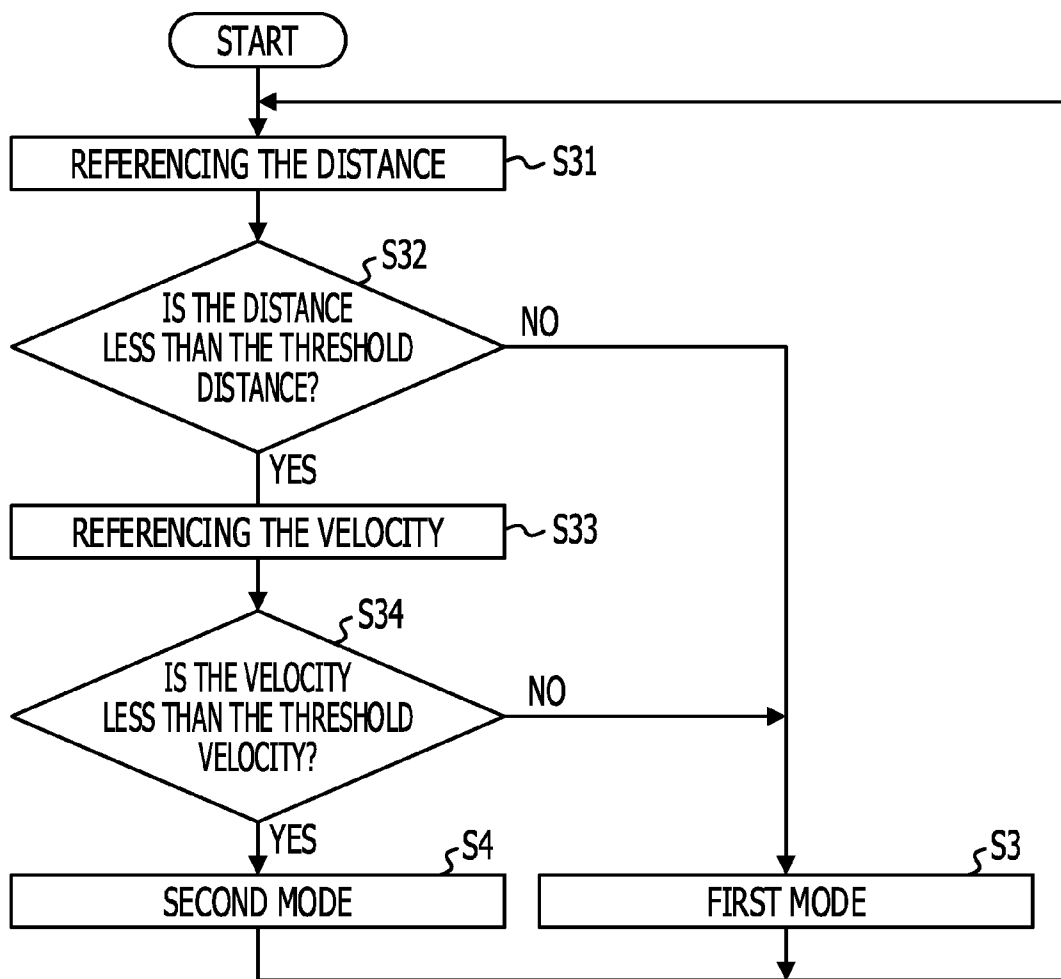 START
REFERENCING THE DISTANCE
S31
S32
IS THE DISTANCE
LESS THAN THE THRESHOLD
DISTANCE?
NO
YES
REFERENCING THE VELOCITY
S33
S34
IS THE VELOCITY
LESS THAN THE THRESHOLD
VELOCITY?
NO
YES
S4
SECOND MODE
S3
FIRST MODE